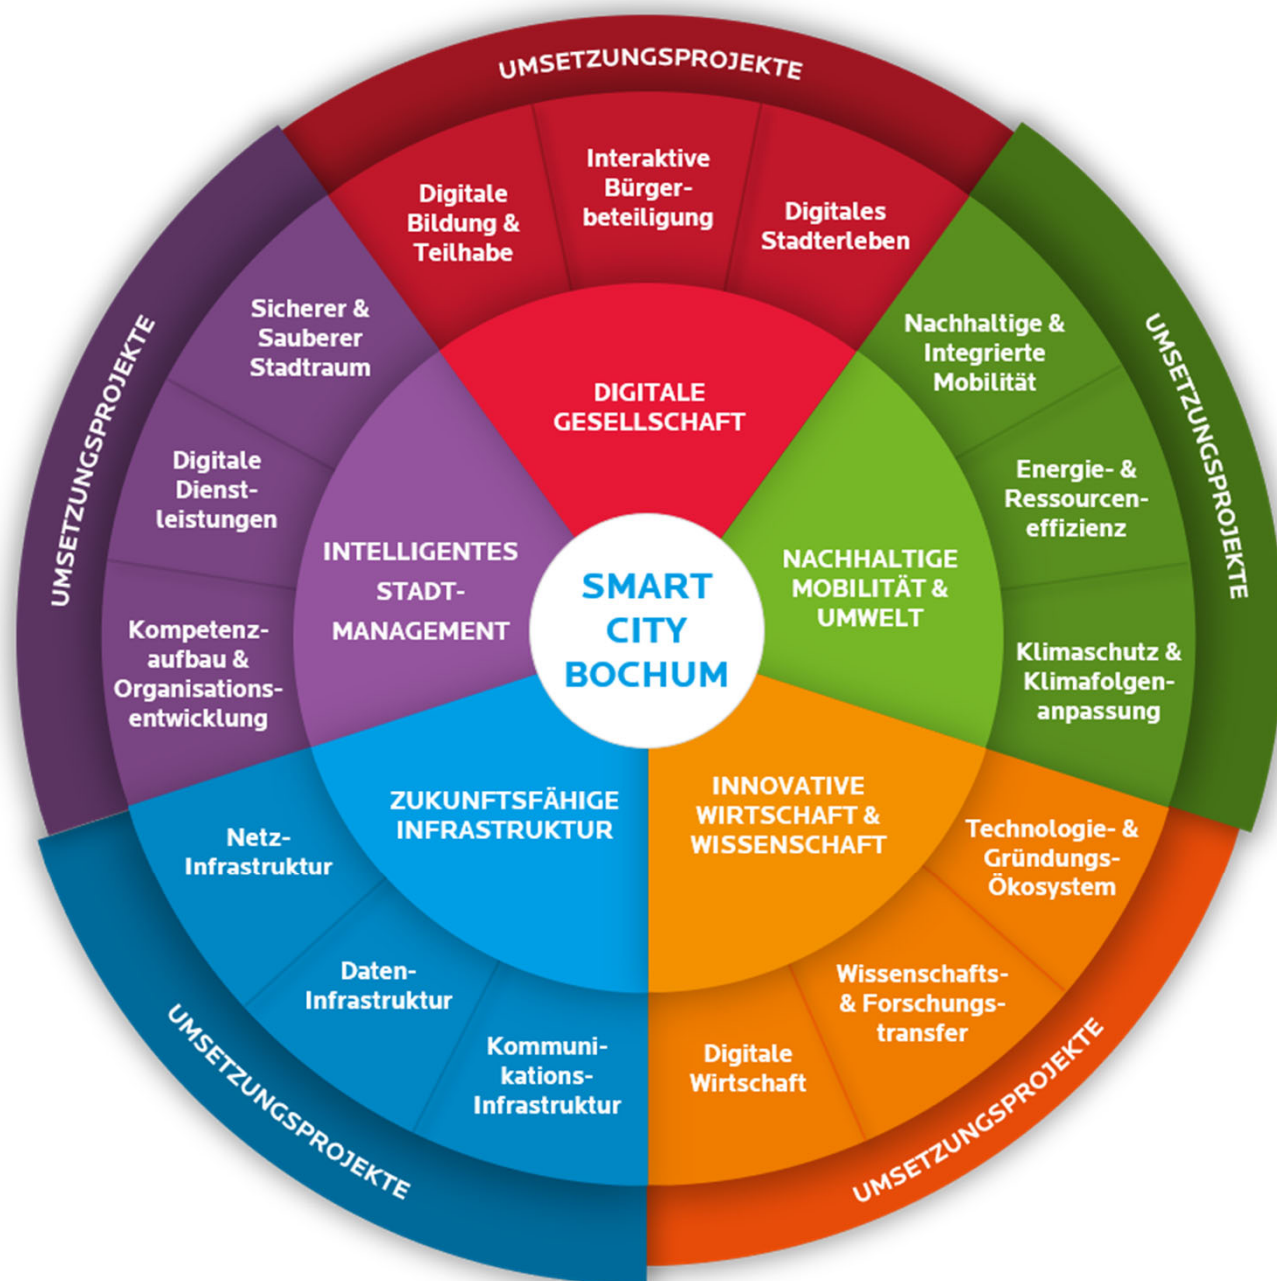 UMSETZUNGSPROJEKTE
Digitale
Bildung &
Teilhabe
Interaktive
Bürger-
beteiligung
Digitales
Stadterleben
DIGITALE
GESELLSCHAFT
UMSETZUNGSPROJEKTE
Nachhaltige &
Integrierte
Mobilität
Energie- &
Ressourcen-
effizienz
Klimaschutz &
Klimafolgen-
anpassung
NACHHALTIGE
MOBILITÄT &
UMWELT
UMSETZUNGSPROJEKTE
Technologie- &
Gründungs-
Ökosystem
Wissenschafts-
& Forschungs-
transfer
Digitale
Wirtschaft
INNOVATIVE
WIRTSCHAFT &
WISSENSCHAFT
UMSETZUNGSPROJEKTE
Kommuni-
kations-
Infrastruktur
Daten-
Infrastruktur
Netz-
Infrastruktur
ZUKUNFTSFÄHIGE
INFRASTRUKTUR
UMSETZUNGSPROJEKTE
Kompetenz-
aufbau &
Organisations-
entwicklung
Digitale
Dienst-
leistungen
Sicherer &
Sauberer
Stadtraum
INTELLIGENTES
STADT-
MANAGEMENT
SMART
CITY
BOCHUM